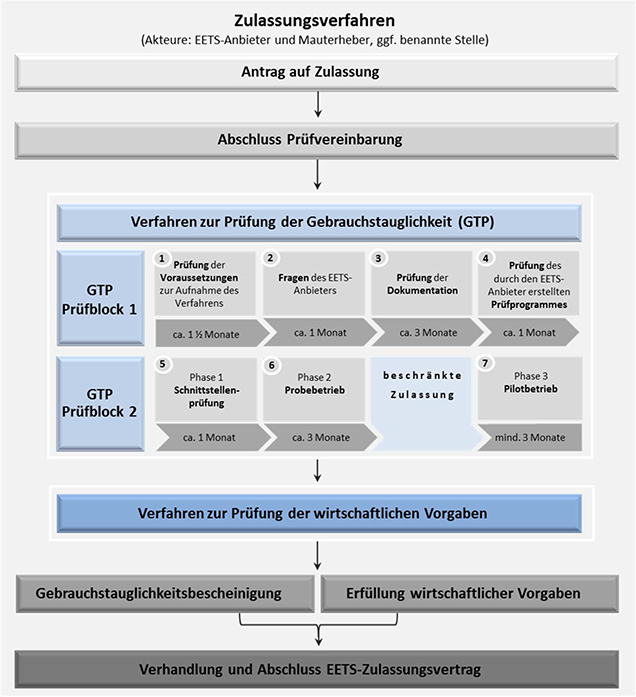 Zulassungsverfahren
(Akteure: EETS-Anbieter und Mauterheber, ggf. benannte Stelle)
Antrag auf Zulassung
Abschluss Prüfvereinbarung
Verfahren zur Prüfung der Gebrauchstauglichkeit (GTP)
GTP
Prüfblock 1
1
Prüfung der
Voraussetzungen
zur Aufnahme des
Verfahrens
ca. 1 ½ Monate
2
Fragen des EETS-
Anbieters
ca. 1 Monat
3
Prüfung der
Dokumentation
ca. 3 Monate
4
Prüfung des
durch den EETS-
Anbieter erstellten
Prüfprogrammes
ca. 1 Monat
GTP
Prüfblock 2
5
Phase 1
Schnittstellen-
prüfung
ca. 1 Monat
6
Phase 2
Probebetrieb
ca. 3 Monate
beschränkte
Zulassung
7
Phase 3
Pilotbetrieb
mind. 3 Monate
Verfahren zur Prüfung der wirtschaftlichen Vorgaben
Gebrauchstauglichkeitsbescheinigung
Erfüllung wirtschaftlicher Vorgaben
Verhandlung und Abschluss EETS-Zulassungsvertrag